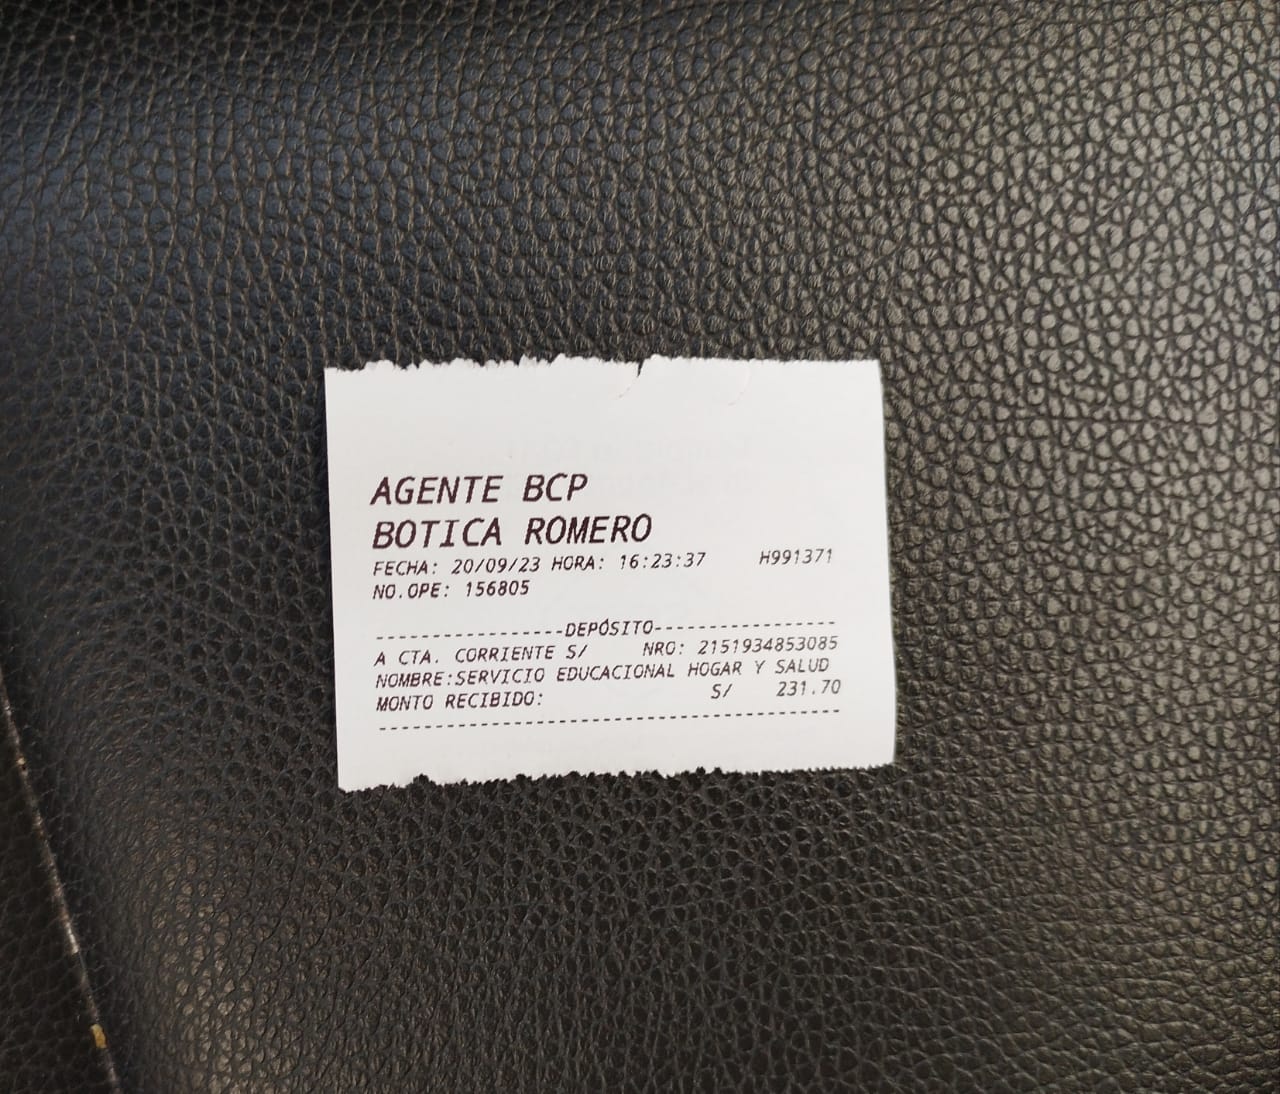 AGENTE BCP
BOTICA ROMERO
FECHA: 20/09/23 HORA: 16:23:37 H991371
NO.OPE: 156805
-----------------DEPÓSITO-----------------
A CTA. CORRIENTE S/ NRO: 2151934853085
NOMBRE:SERVICIO EDUCACIONAL HOGAR Y SALUD
MONTO RECIBIDO: S/ 231.70
------------------------------------------